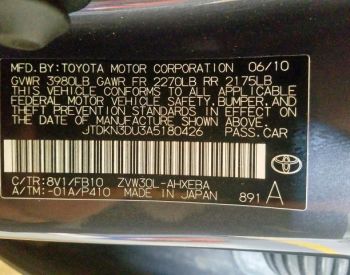 MFD. BY: TOYOTA MOTOR CORPORATION 06/10
GVWR 3980LB GAWR FR 2270LB RR 2175LB
THIS VEHICLE CONFORMS TO ALL APPLICABLE
FEDERAL MOTOR VEHICLE SAFETY, BUMPER, AND
THEFT PREVENTION STANDARDS IN EFFECT ON
THE DATE OF MANUFACTURE SHOWN ABOVE.
JTDKN3DU3A5180426 PASS.CAR
C/TR: 8V1/FB10 ZVW30L-AHXEBA
A/TM: -01A/P410 MADE IN JAPAN 891 A
TOYOTA